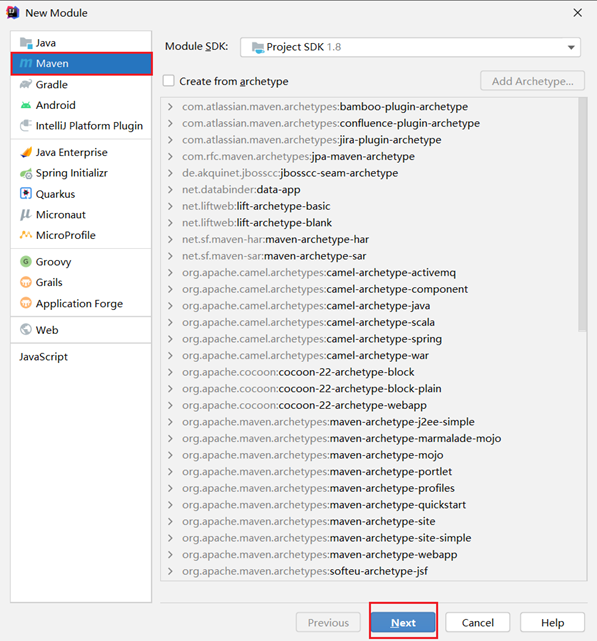 New Module
Java
Maven
Gradle
Android
IntelliJ Platform Plugin
Java Enterprise
Spring Initializr
Quarkus
Micronaut
MicroProfile
Groovy
Grails
Application Forge
Web
JavaScript
Module SDK: Project SDK 1.8
Create from archetype Add Archetype...
com.atlassian.maven.archetypes:bamboo-plugin-archetype
com.atlassian.maven.archetypes:confluence-plugin-archetype
com.atlassian.maven.archetypes:jira-plugin-archetype
com.rfc.maven.archetypes:jpa-maven-archetype
de.akquinet.jbosscc:jbosscc-seam-archetype
net.databinder:data-app
net.liftweb:lift-archetype-basic
net.liftweb:lift-archetype-blank
net.sf.maven-har:maven-archetype-har
net.sf.maven-sar:maven-archetype-sar
org.apache.camel.archetypes:camel-archetype-activemq
org.apache.camel.archetypes:camel-archetype-component
org.apache.camel.archetypes:camel-archetype-java
org.apache.camel.archetypes:camel-archetype-scala
org.apache.camel.archetypes:camel-archetype-spring
org.apache.camel.archetypes:camel-archetype-war
org.apache.cocoon:cocoon-22-archetype-block
org.apache.cocoon:cocoon-22-archetype-block-plain
org.apache.cocoon:cocoon-22-archetype-webapp
org.apache.maven.archetypes:maven-archetype-j2ee-simple
org.apache.maven.archetypes:maven-archetype-marmalade-mojo
org.apache.maven.archetypes:maven-archetype-mojo
org.apache.maven.archetypes:maven-archetype-portlet
org.apache.maven.archetypes:maven-archetype-profiles
org.apache.maven.archetypes:maven-archetype-quickstart
org.apache.maven.archetypes:maven-archetype-site
org.apache.maven.archetypes:maven-archetype-site-simple
org.apache.maven.archetypes:maven-archetype-webapp
org.apache.maven.archetypes:softeu-archetype-jsf
Previous Next Cancel Help